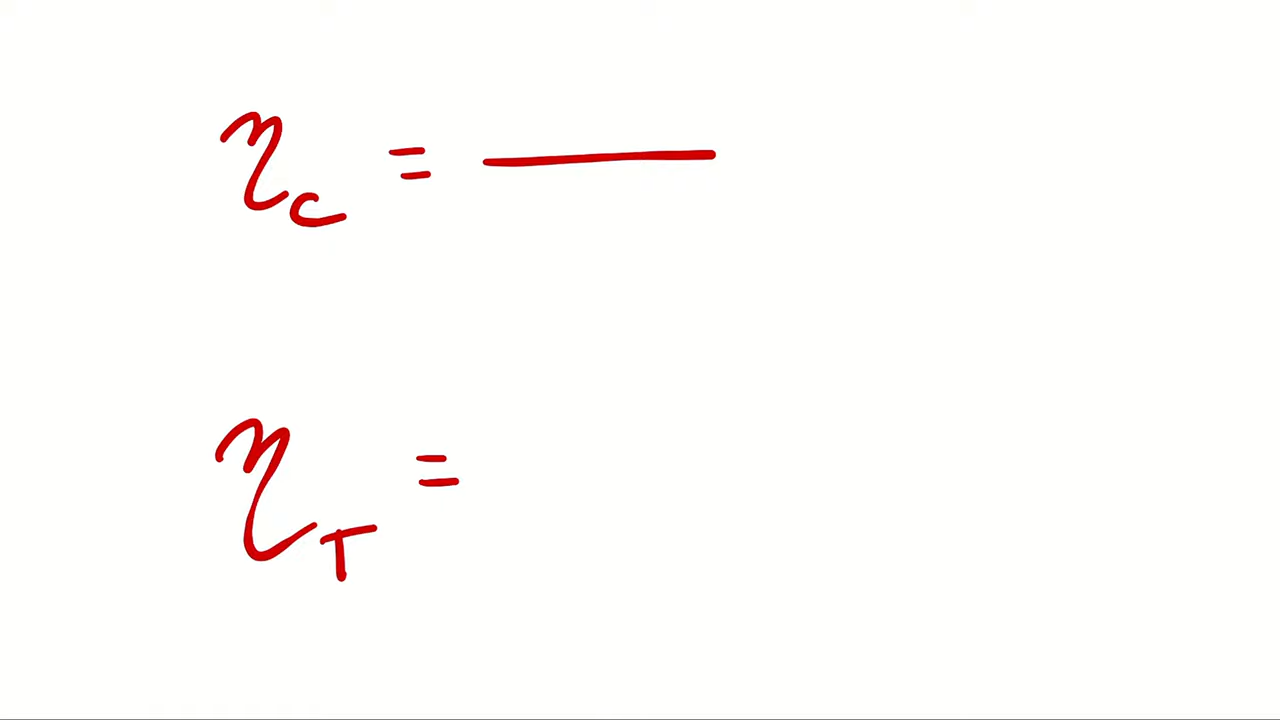 η_c = ———
η_T =